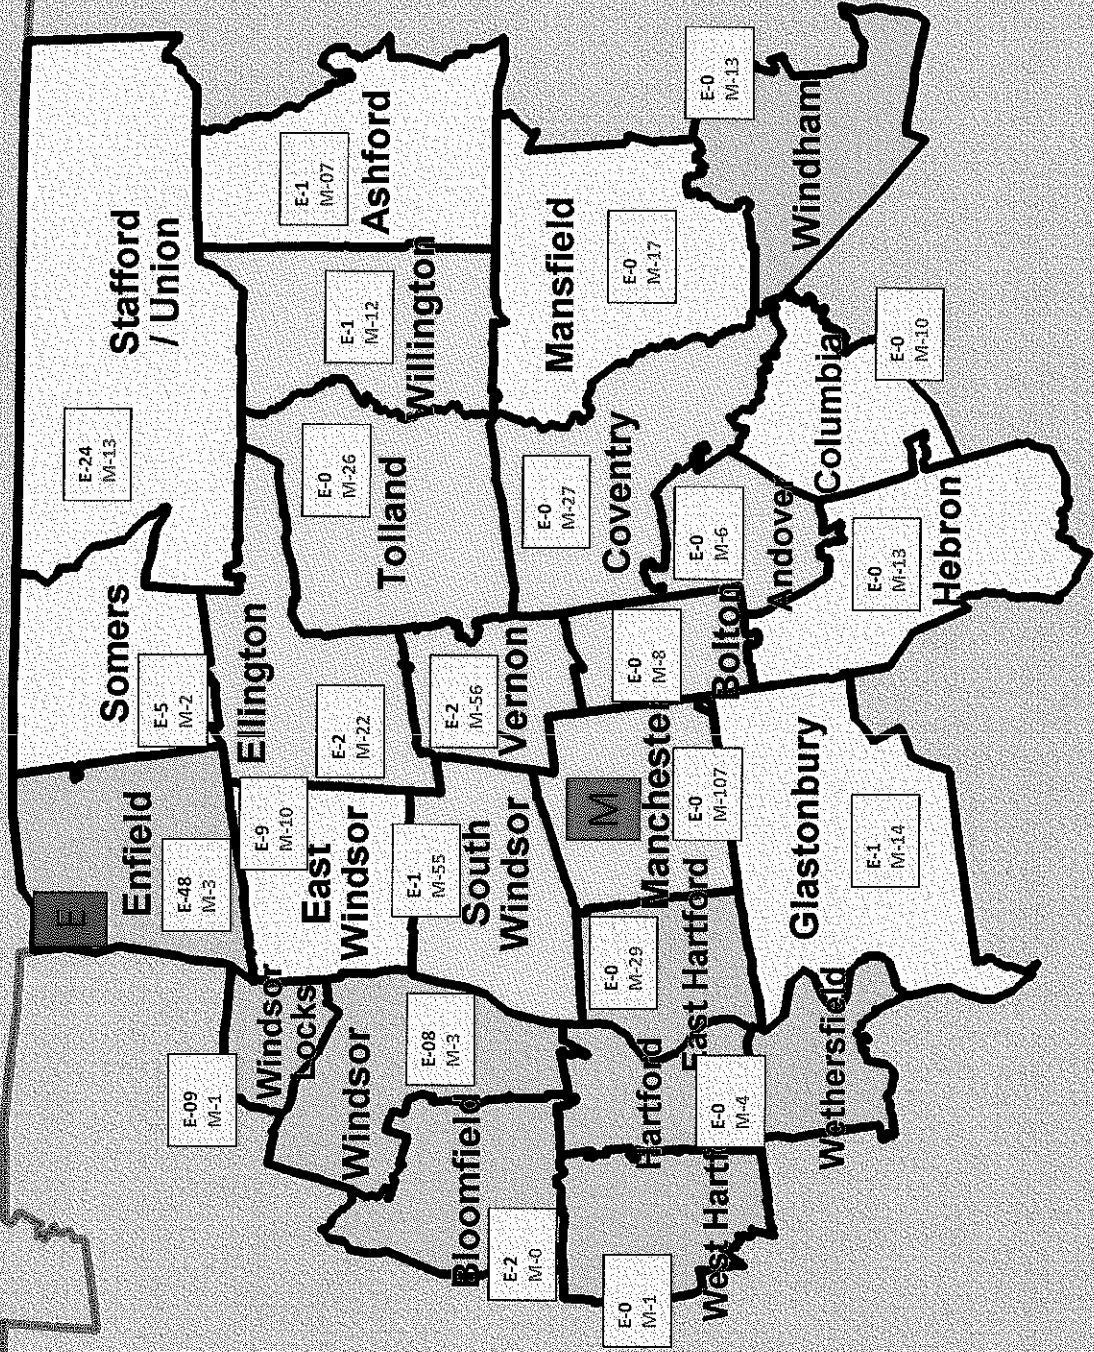 E
Enfield
E-48
M-3
Somers
E-5
M-2
Stafford
/ Union
E-24
M-13
E-09
M-1
Windsor
Locks
E-9
M-10
East
Windsor
Ellington
E-2
M-22
Tolland
E-0
M-26
Willington
E-1
M-12
Ashford
E-1
M-07
Windsor
E-08
M-3
Bloomfield
E-2
M-0
South
Windsor
E-1
M-55
Vernon
E-2
M-56
Coventry
E-0
M-27
Mansfield
E-0
M-17
West Hartf
E-0
M-1
Hartford
E-0
M-4
East Hartford
E-0
M-29
M
Manchester
E-0
M-107
Bolton
E-0
M-8
Andover
E-0
M-6
Columbia
E-0
M-10
Windham
E-0
M-13
Wethersfield
Glastonbury
E-1
M-14
Hebron
E-0
M-13